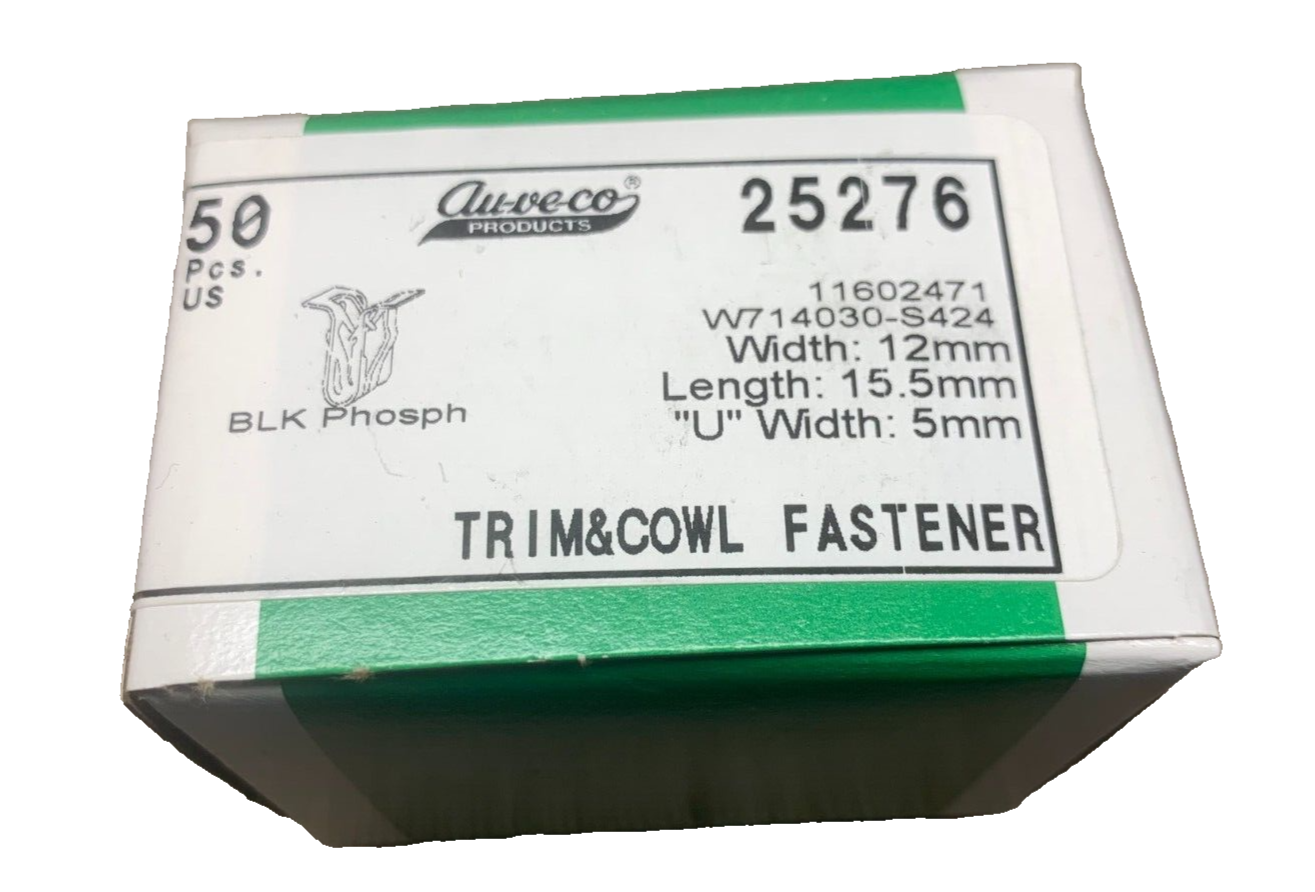 50
Pcs.
US
au-ve-co®
PRODUCTS
25276
11602471
W714030-S424
Width: 12mm
Length: 15.5mm
"U" Width: 5mm
BLK Phosph
TRIM&COWL FASTENER